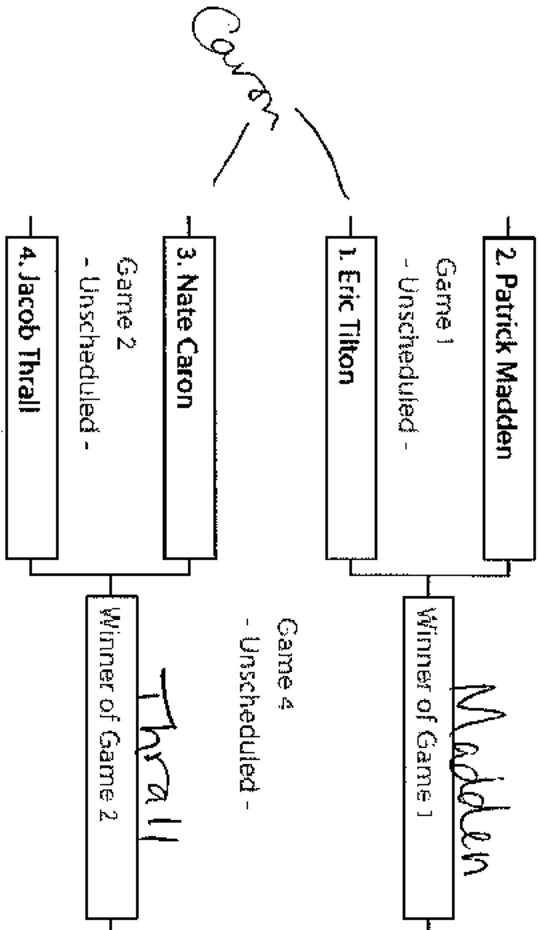 2. Patrick Madden
Game 1
- Unscheduled -
1. Eric Tilton
Madden
Winner of Game 1
Caron
Game 4
- Unscheduled -
3. Nate Caron
Game 2
- Unscheduled -
4. Jacob Thrall
Thrall
Winner of Game 2